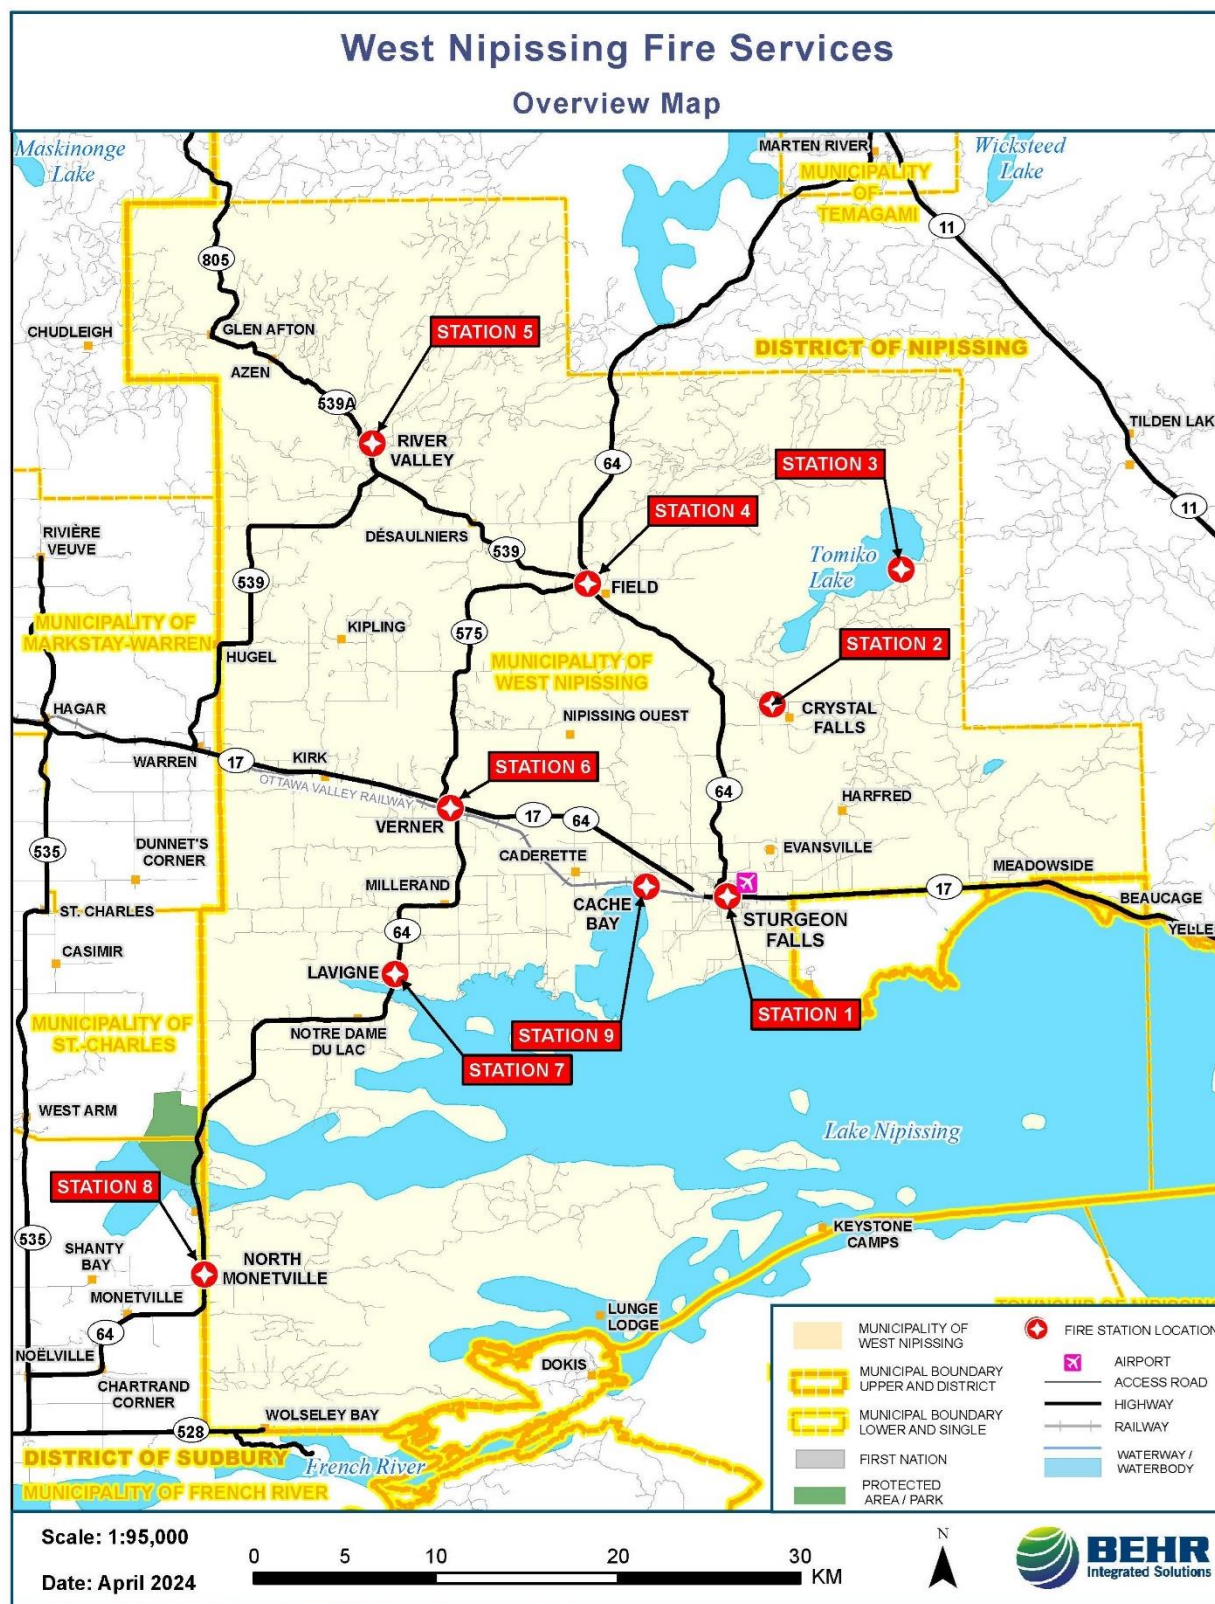 West Nipissing Fire Services
Overview Map
Maskinonge
Lake
MARTEN RIVER
Wicksteed
Lake
MUNICIPALITY
OF
TEMAGAMI
11
805
GLEN AFTON
STATION 5
CHUDLEIGH
AZEN
DISTRICT OF NIPISSING
539A
TILDEN LAK
RIVER
VALLEY
64
STATION 3
11
STATION 4
RIVIÈRE
VEUVE
DÉSAULNIERS
539
Tomiko
Lake
539
FIELD
MUNICIPALITY OF
MARKSTAY-WARREN
KIPLING
575
HUGEL
MUNICIPALITY OF
WEST NIPISSING
STATION 2
HAGAR
NIPISSING OUEST
CRYSTAL
FALLS
WARREN
17
KIRK
STATION 6
OTTAWA VALLEY RAILWAY
64
HARFRED
VERNER
17
64
535
DUNNET'S
CORNER
CADERETTE
EVANSVILLE
MEADOWSIDE
MILLERAND
17
BEAUCAGE
ST. CHARLES
CACHE
BAY
STURGEON
FALLS
YELLE
64
CASIMIR
LAVIGNE
MUNICIPALITY OF
ST.-CHARLES
NOTRE DAME
DU LAC
STATION 9
STATION 1
STATION 7
WEST ARM
Lake Nipissing
STATION 8
535
KEYSTONE
CAMPS
SHANTY
BAY
NORTH
MONETVILLE
MONETVILLE
LUNGE
LODGE
TOWNSHIP OF NIPISSING
64
NOËLVILLE
DOKIS
CHARTRAND
CORNER
WOLSELEY BAY
528
DISTRICT OF SUDBURY
French River
MUNICIPALITY OF FRENCH RIVER
MUNICIPALITY OF
WEST NIPISSING
MUNICIPAL BOUNDARY
UPPER AND DISTRICT
MUNICIPAL BOUNDARY
LOWER AND SINGLE
FIRST NATION
PROTECTED
AREA / PARK
FIRE STATION LOCATION
AIRPORT
ACCESS ROAD
HIGHWAY
RAILWAY
WATERWAY /
WATERBODY
Scale: 1:95,000
Date: April 2024
0 5 10 20 30
KM
N
BEHR
Integrated Solutions